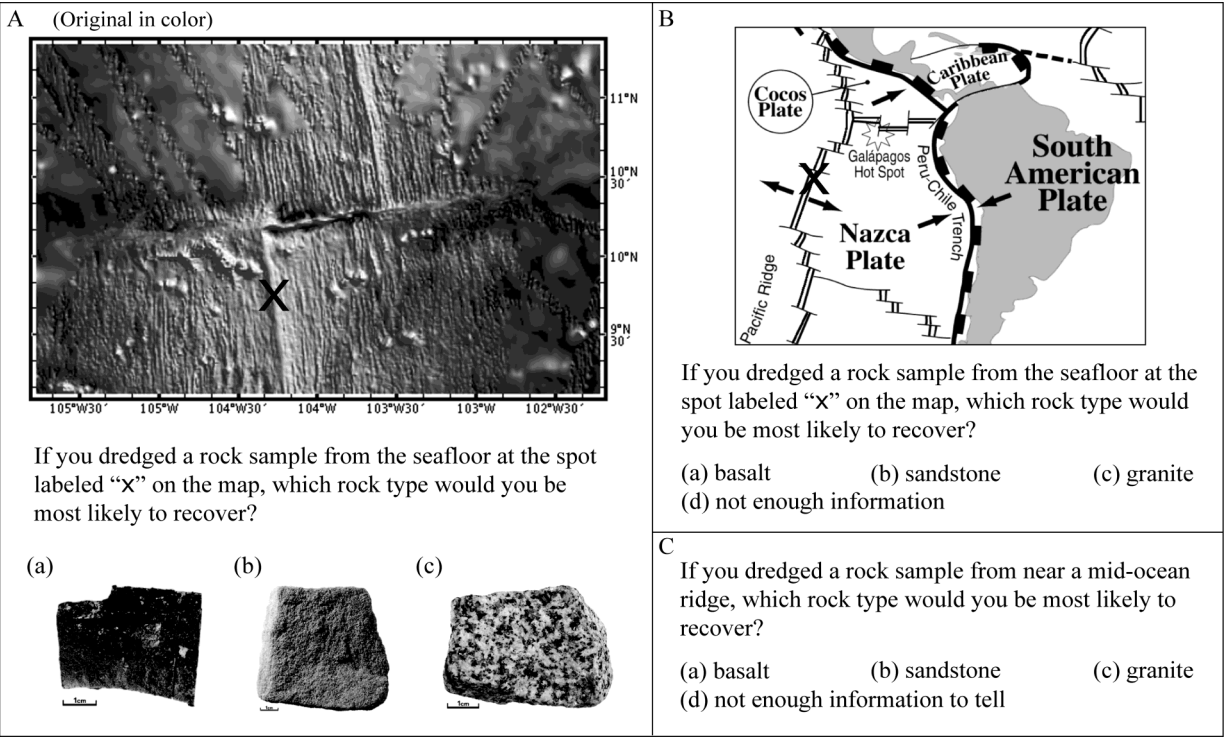 A (Original in color)
11°N
10°N
30'
10°N
9°N
30'
105°W30' 105°W 104°W30' 104°W 103°W30' 103°W 102°W30'
X
If you dredged a rock sample from the seafloor at the spot
labeled “x” on the map, which rock type would you be
most likely to recover?
(a) (b) (c)
1cm 1cm 1cm
B
Caribbean
Plate
Cocos
Plate
Galápagos
Hot Spot
X
Peru-Chile Trench
South
American
Plate
Nazca
Plate
Pacific Ridge
If you dredged a rock sample from the seafloor at the
spot labeled “x” on the map, which rock type would
you be most likely to recover?
(a) basalt (b) sandstone (c) granite
(d) not enough information
C
If you dredged a rock sample from near a mid-ocean
ridge, which rock type would you be most likely to
recover?
(a) basalt (b) sandstone (c) granite
(d) not enough information to tell